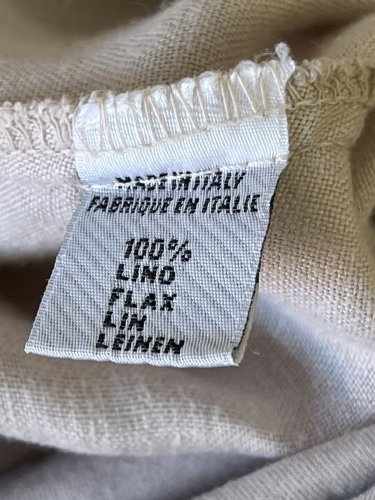 MADE IN ITALY
FABRIQUE EN ITALIE
100%
LINO
FLAX
LIN
LEINEN